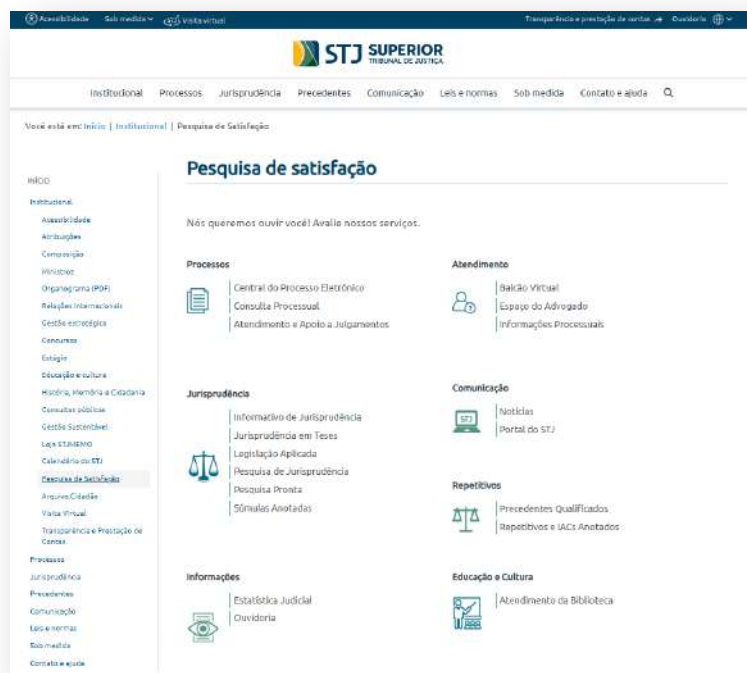 Acessibilidade Sob medida Visita virtual Transparência e prestação de contas Ouvidoria
STJ SUPERIOR
TRIBUNAL DE JUSTIÇA
Institucional Processos Jurisprudência Precedentes Comunicação Leis e normas Sob medida Contato e ajuda
Você está em: Início | Institucional | Pesquisa de Satisfação
Pesquisa de satisfação
INÍCIO
Institucional
Acessibilidade
Atribuições
Composição
Ministros
Organograma (PDF)
Relações Internacionais
Gestão estratégica
Concursos
Estágio
Educação e cultura
História, Memória e Cidadania
Consultas públicas
Gestão Sustentável
Loja STJMEMO
Calendário do STJ
Pesquisa de Satisfação
Arquivo.Cidadão
Visita Virtual
Transparência e Prestação de
Contas
Processos
Jurisprudência
Precedentes
Comunicação
Leis e normas
Sob medida
Contato e ajuda
Nós queremos ouvir você! Avalie nossos serviços.
Processos
Central do Processo Eletrônico
Consulta Processual
Atendimento e Apoio a Julgamentos
Atendimento
Balcão Virtual
Espaço do Advogado
Informações Processuais
Jurisprudência
Informativo de Jurisprudência
Jurisprudência em Teses
Legislação Aplicada
Pesquisa de Jurisprudência
Pesquisa Pronta
Súmulas Anotadas
Comunicação
STJ
Notícias
Portal do STJ
Repetitivos
Precedentes Qualificados
Repetitivos e IACs Anotados
Informações
Estatística Judicial
Ouvidoria
Educação e Cultura
Atendimento da Biblioteca